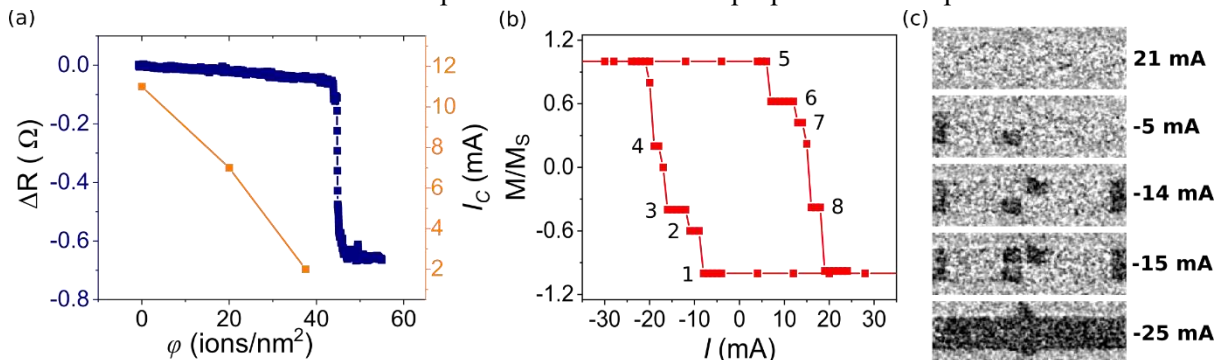 (a)
0.0
-0.2
-0.4
-0.6
-0.8
ΔR ( Ω)
0
20
40
60
φ (ions/nm²)
12
10
8
6
4
2
I_C (mA)
(b)
1.2
0.6
0.0
-0.6
-1.2
M/M_S
5
6
7
4
3
8
2
1
-30 -20 -10 0 10 20 30
I (mA)
(c)
21 mA
-5 mA
-14 mA
-15 mA
-25 mA